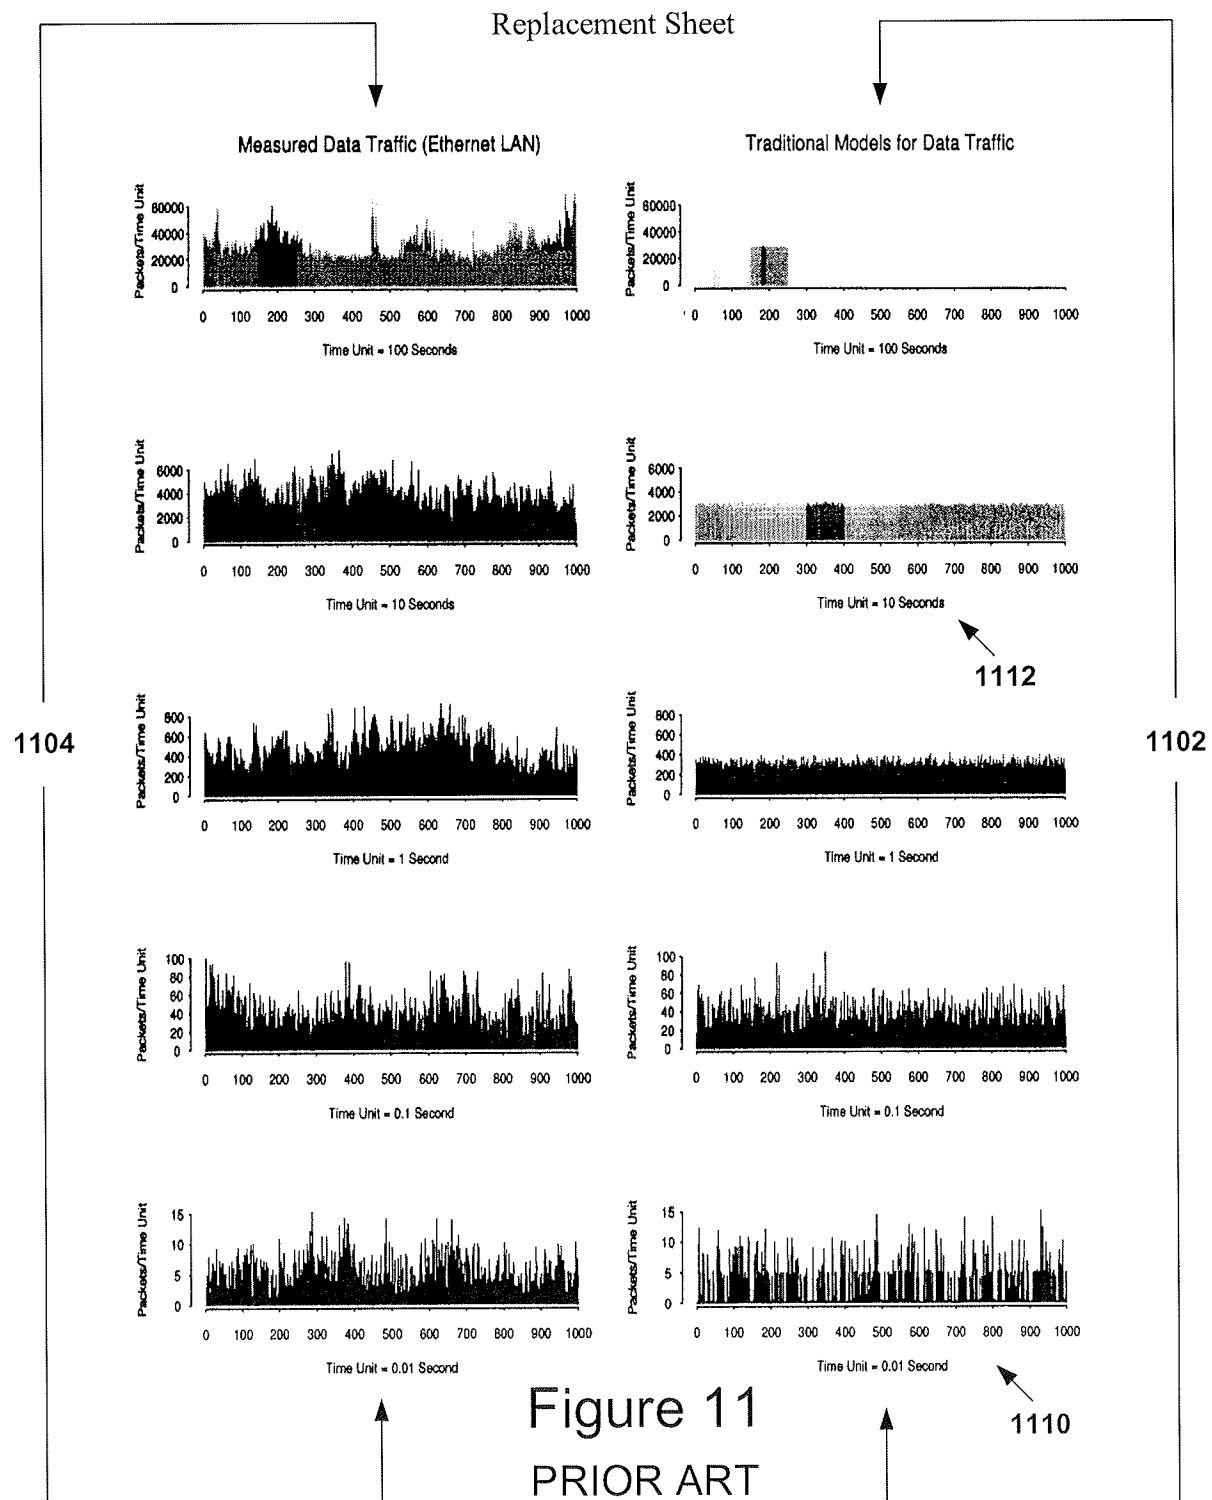 Replacement Sheet
Measured Data Traffic (Ethernet LAN)
Traditional Models for Data Traffic
Packets/Time Unit
60000
40000
20000
0
0 100 200 300 400 500 600 700 800 900 1000
Time Unit = 100 Seconds
Packets/Time Unit
60000
40000
20000
0
0 100 200 300 400 500 600 700 800 900 1000
Time Unit = 100 Seconds
Packets/Time Unit
6000
4000
2000
0
0 100 200 300 400 500 600 700 800 900 1000
Time Unit = 10 Seconds
Packets/Time Unit
6000
4000
2000
0
0 100 200 300 400 500 600 700 800 900 1000
Time Unit = 10 Seconds
1112
1104
Packets/Time Unit
800
600
400
200
0
0 100 200 300 400 500 600 700 800 900 1000
Time Unit = 1 Second
Packets/Time Unit
800
600
400
200
0
0 100 200 300 400 500 600 700 800 900 1000
Time Unit = 1 Second
1102
Packets/Time Unit
100
80
60
40
20
0
0 100 200 300 400 500 600 700 800 900 1000
Time Unit = 0.1 Second
Packets/Time Unit
100
80
60
40
20
0
0 100 200 300 400 500 600 700 800 900 1000
Time Unit = 0.1 Second
Packets/Time Unit
15
10
5
0
0 100 200 300 400 500 600 700 800 900 1000
Time Unit = 0.01 Second
Packets/Time Unit
15
10
5
0
0 100 200 300 400 500 600 700 800 900 1000
Time Unit = 0.01 Second
1110
Figure 11
PRIOR ART